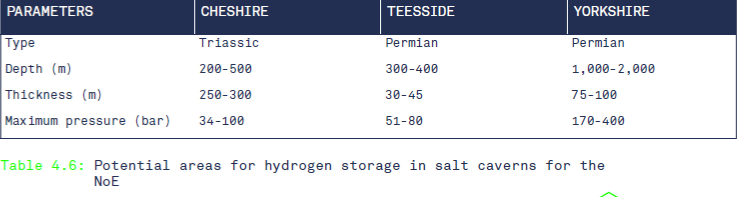 PARAMETERS CHESHIRE TEESSIDE YORKSHIRE
Type Triassic Permian Permian
Depth (m) 200-500 300-400 1,000-2,000
Thickness (m) 250-300 30-45 75-100
Maximum pressure (bar) 34-100 51-80 170-400
Table 4.6: Potential areas for hydrogen storage in salt caverns for the
NoE